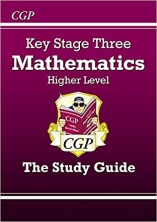 CGP
Key Stage Three
Mathematics
Higher Level
CGP
The Study Guide